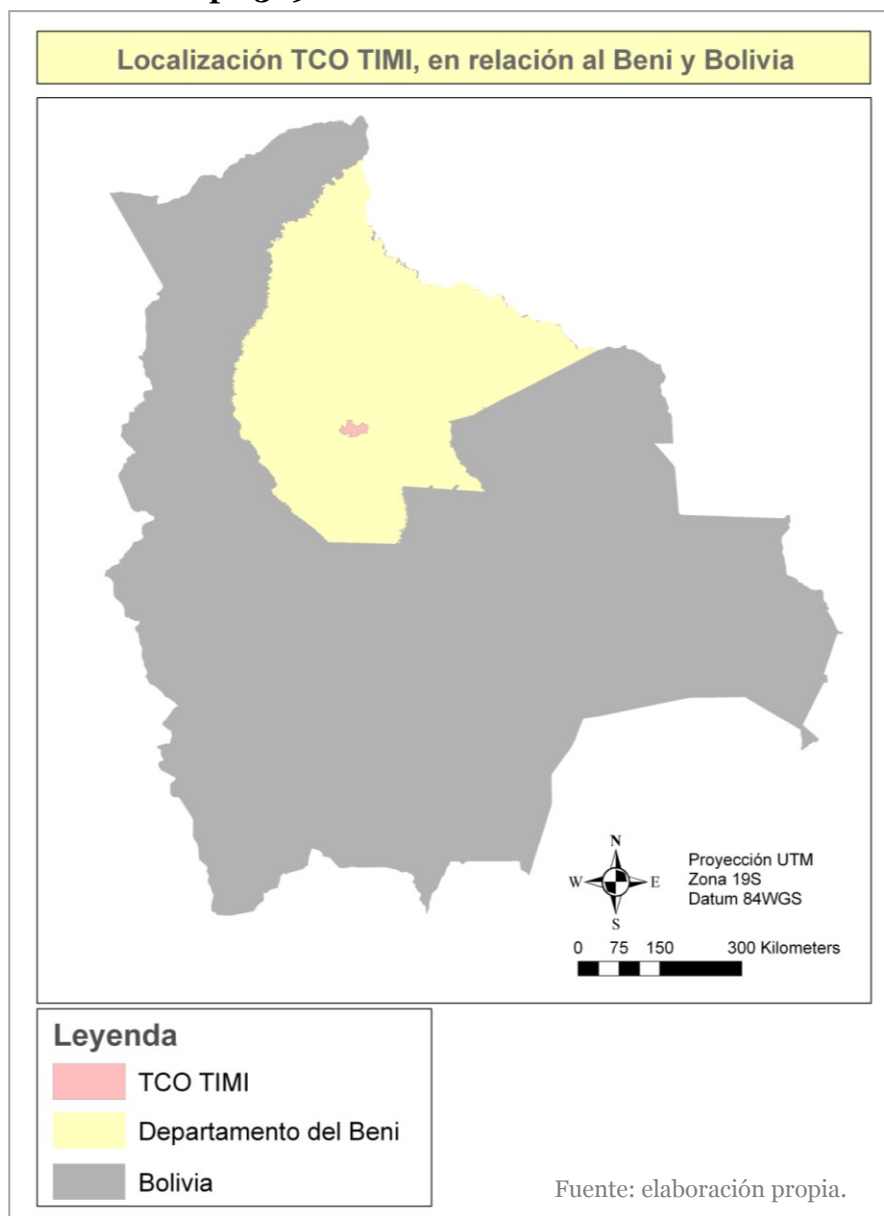 Localización TCO TIMI, en relación al Beni y Bolivia
N
W E
S
Proyección UTM
Zona 19S
Datum 84WGS
0 75 150 300 Kilometers
Leyenda
TCO TIMI
Departamento del Beni
Bolivia
Fuente: elaboración propia.